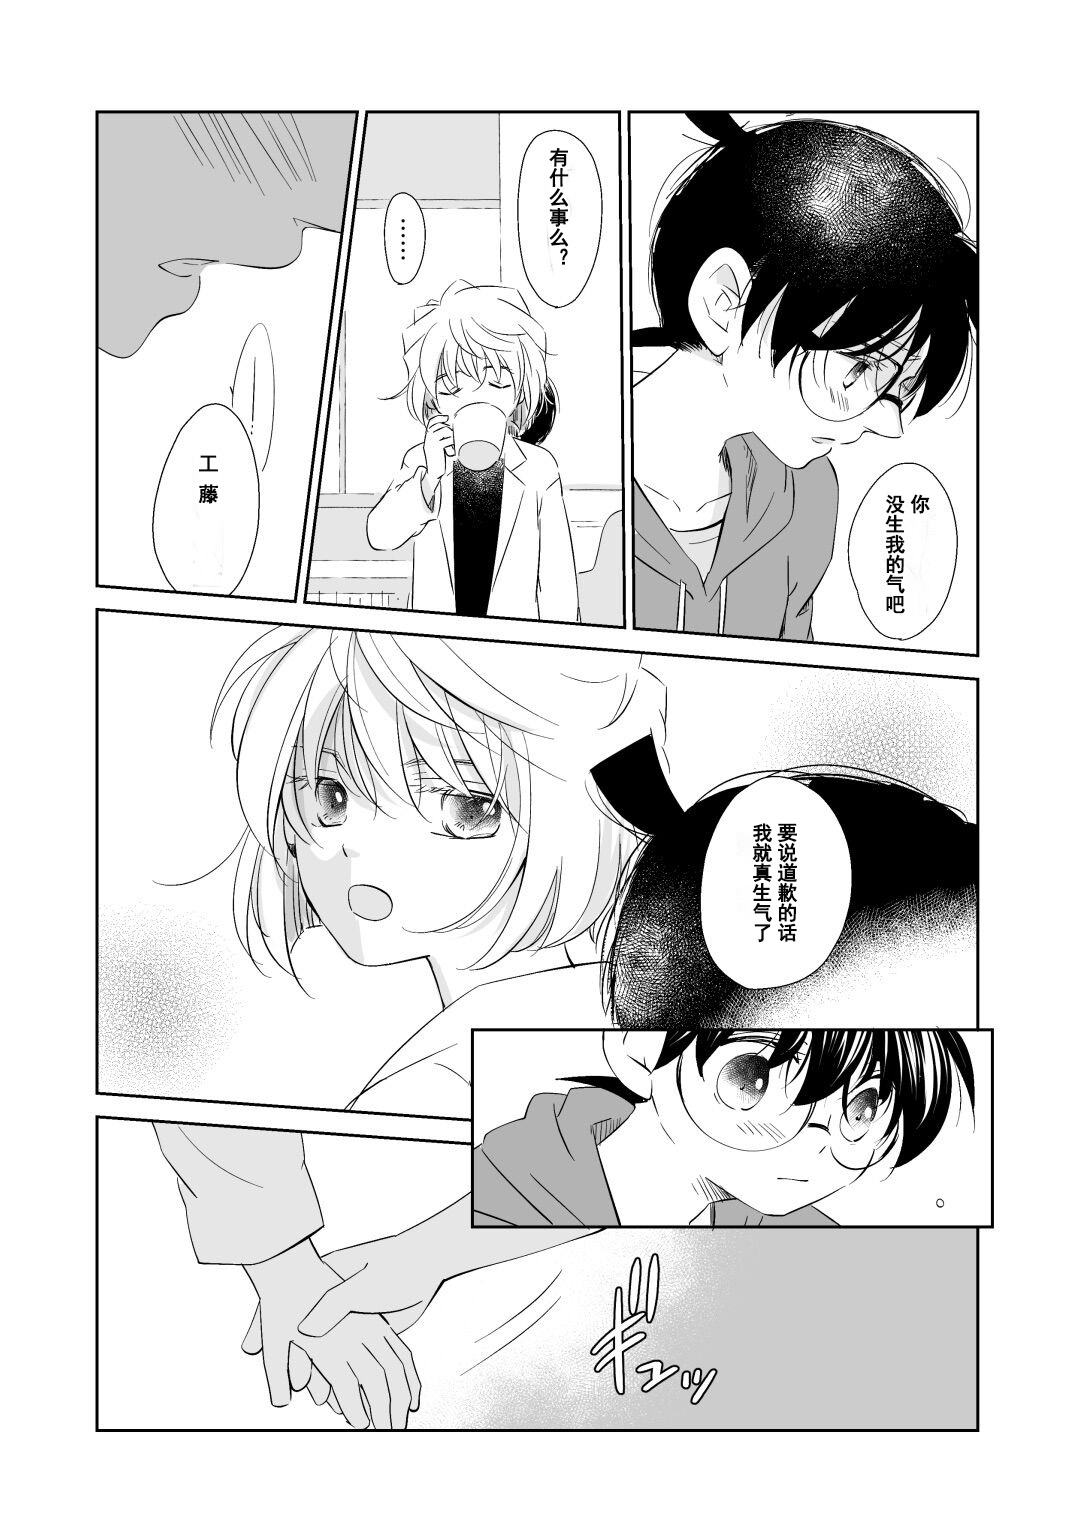 你
没生我的气吧
有什么事么?
……
工藤
要说道歉的话
我就真生气了
ギュッ